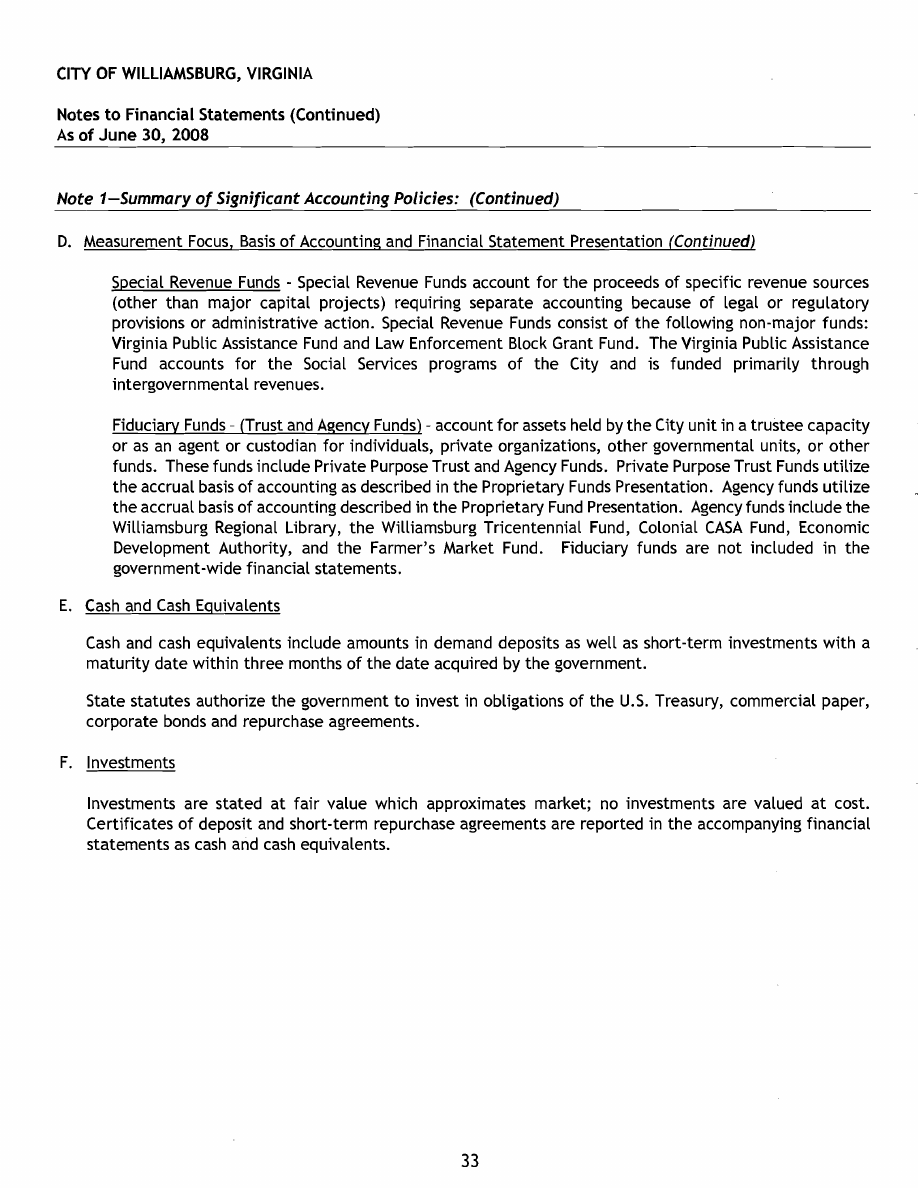 CITY OF WILLIAMSBURG, VIRGINIA
Notes to Financial Statements (Continued)
As of June 30, 2008
Note 1—Summary of Significant Accounting Policies: (Continued)
D. Measurement Focus, Basis of Accounting and Financial Statement Presentation (Continued)
Special Revenue Funds - Special Revenue Funds account for the proceeds of specific revenue sources
(other than major capital projects) requiring separate accounting because of legal or regulatory
provisions or administrative action. Special Revenue Funds consist of the following non-major funds:
Virginia Public Assistance Fund and Law Enforcement Block Grant Fund. The Virginia Public Assistance
Fund accounts for the Social Services programs of the City and is funded primarily through
intergovernmental revenues.
Fiduciary Funds - (Trust and Agency Funds) - account for assets held by the City unit in a trustee capacity
or as an agent or custodian for individuals, private organizations, other governmental units, or other
funds. These funds include Private Purpose Trust and Agency Funds. Private Purpose Trust Funds utilize
the accrual basis of accounting as described in the Proprietary Funds Presentation. Agency funds utilize
the accrual basis of accounting described in the Proprietary Fund Presentation. Agency funds include the
Williamsburg Regional Library, the Williamsburg Tricentennial Fund, Colonial CASA Fund, Economic
Development Authority, and the Farmer's Market Fund. Fiduciary funds are not included in the
government-wide financial statements.
E. Cash and Cash Equivalents
Cash and cash equivalents include amounts in demand deposits as well as short-term investments with a
maturity date within three months of the date acquired by the government.
State statutes authorize the government to invest in obligations of the U.S. Treasury, commercial paper,
corporate bonds and repurchase agreements.
F. Investments
Investments are stated at fair value which approximates market; no investments are valued at cost.
Certificates of deposit and short-term repurchase agreements are reported in the accompanying financial
statements as cash and cash equivalents.
33